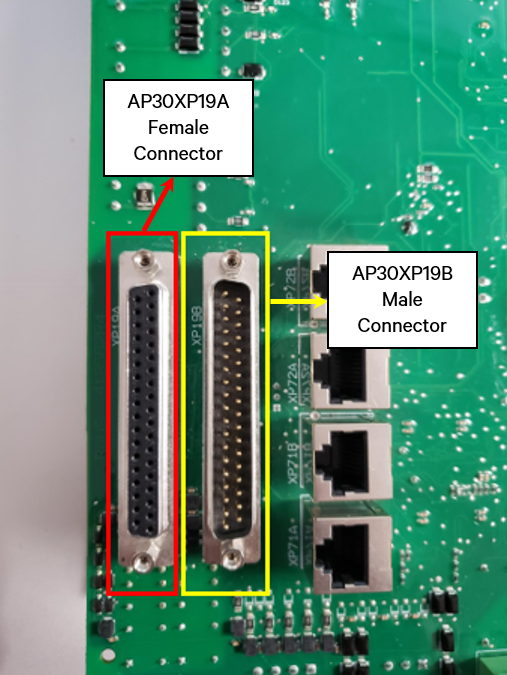 AP30XP19A
Female
Connector
AP30XP19B
Male
Connector
XP19A
XP19B
XP72B
XP72A
XP71B
XP71A